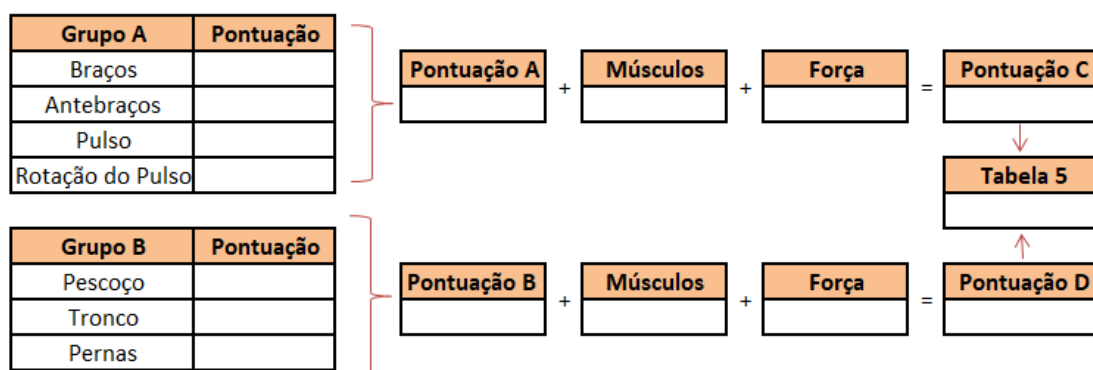 Grupo A Pontuação
Braços
Antebraços
Pulso
Rotação do Pulso
Pontuação A + Músculos + Força = Pontuação C
Tabela 5
Grupo B Pontuação
Pescoço
Tronco
Pernas
Pontuação B + Músculos + Força = Pontuação D